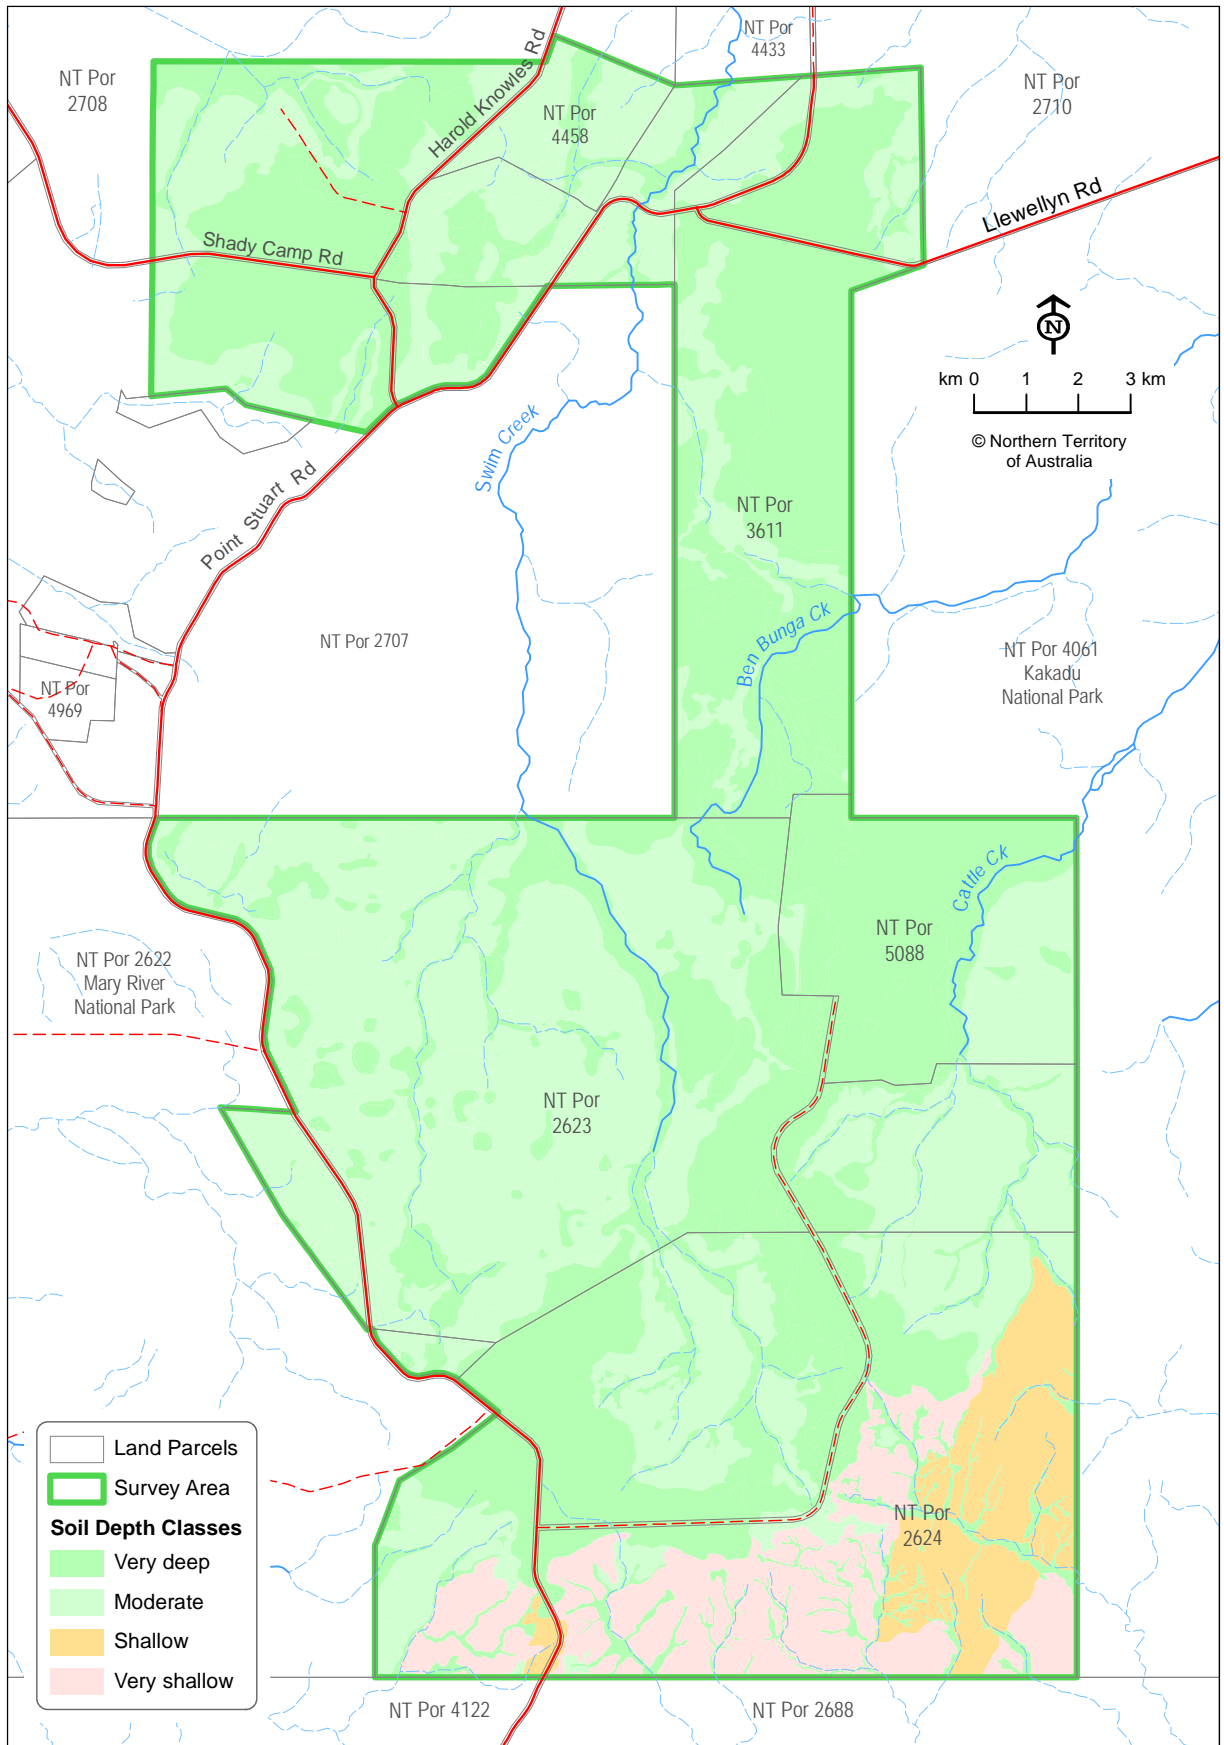 NT Por
4433
NT Por
2708
Harold Knowles Rd
NT Por
2710
NT Por
4458
Llewellyn Rd
Shady Camp Rd
N
km 0 1 2 3 km
© Northern Territory
of Australia
Swim Creek
Point Stuart Rd
NT Por
3611
Ben Bunga Ck
NT Por 2707
NT Por 4061
Kakadu
National Park
NT Por
4969
Cattle Ck
NT Por
5088
NT Por 2622
Mary River
National Park
NT Por
2623
NT Por
2624
Land Parcels
Survey Area
Soil Depth Classes
Very deep
Moderate
Shallow
Very shallow
NT Por 4122
NT Por 2688